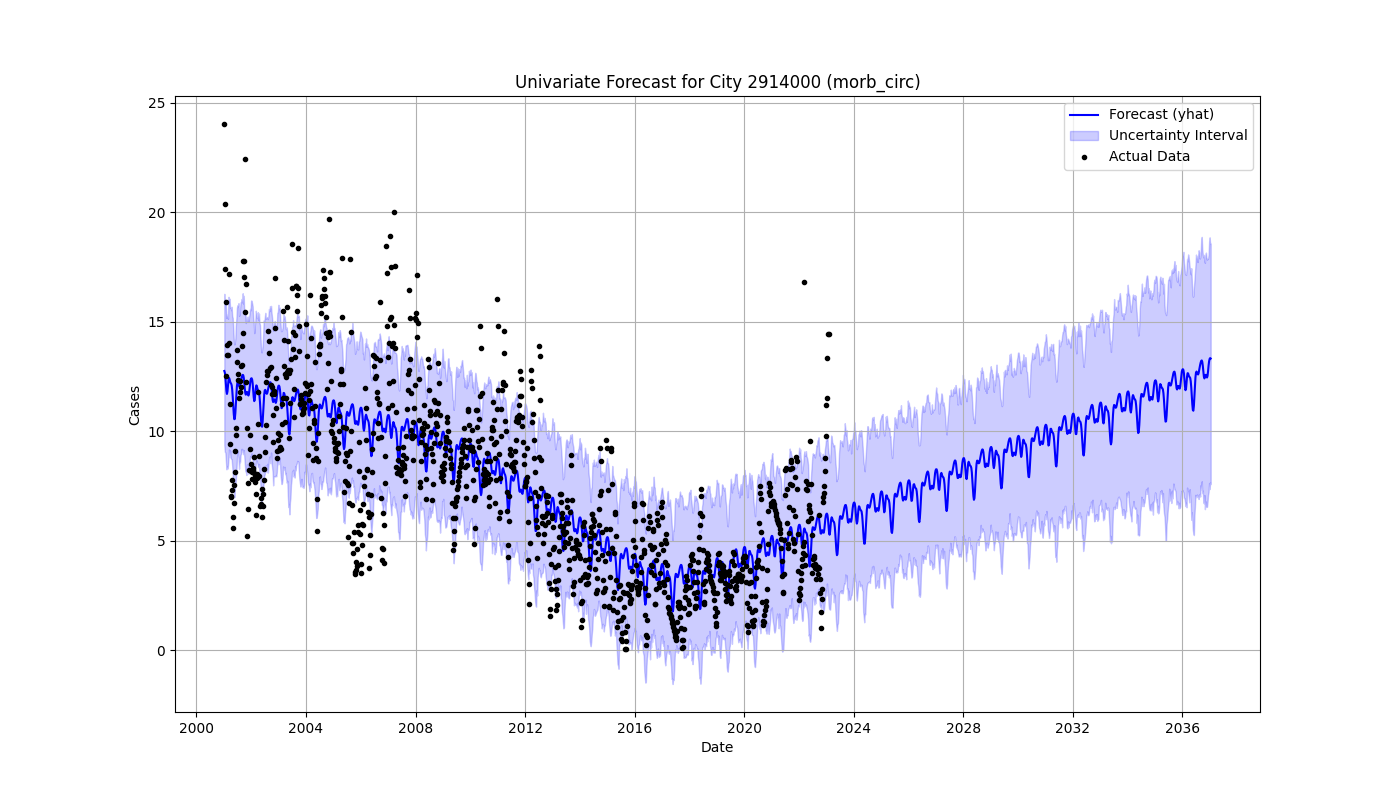 Univariate Forecast for City 2914000 (morb_circ)
Forecast (yhat)
Uncertainty Interval
Actual Data
Cases
25
20
15
10
5
0
2000 2004 2008 2012 2016 2020 2024 2028 2032 2036
Date